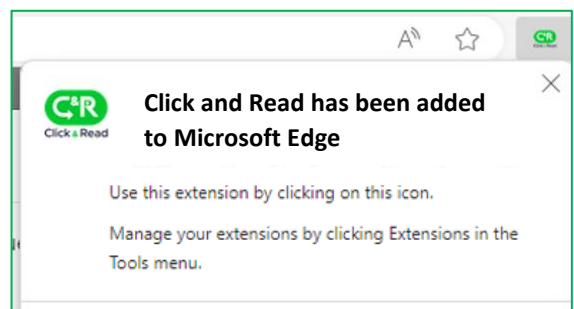 A
C&R
Click & Read
Click and Read has been added
to Microsoft Edge
Use this extension by clicking on this icon.
Manage your extensions by clicking Extensions in the
Tools menu.